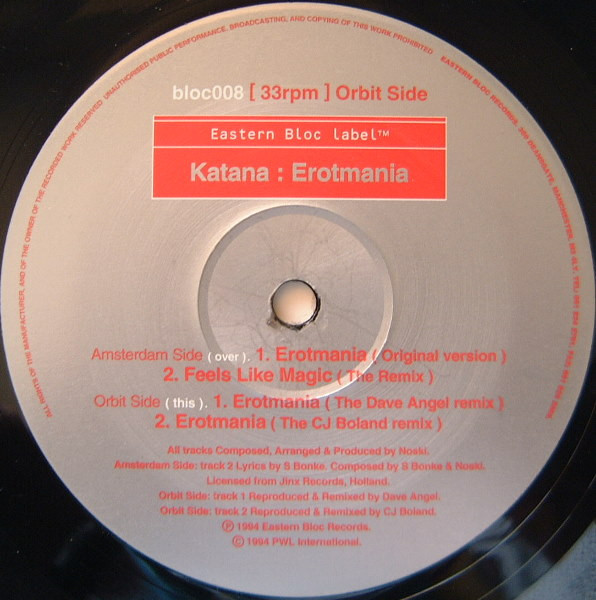 ALL RIGHTS OF THE MANUFACTURER, AND OF THE OWNER OF THE RECORDED WORK RESERVED. UNAUTHORISED PUBLIC PERFORMANCE, BROADCASTING, AND COPYING OF THIS WORK PROHIBITED
EASTERN BLOC RECORDS, DEANSGATE, MANCHESTER,
bloc008 [ 33rpm ] Orbit Side
Eastern Bloc label™
Katana : Erotmania
Amsterdam Side ( over ). 1. Erotmania ( Original version )
2. Feels Like Magic ( The Remix )
Orbit Side ( this ). 1. Erotmania ( The Dave Angel remix )
2. Erotmania ( The CJ Boland remix )
All tracks Composed, Arranged & Produced by Noski.
Amsterdam Side: track 2 Lyrics by S Bonke. Composed by S Bonke & Noski.
Licensed from Jinx Records, Holland.
Orbit Side: track 1 Reproduced & Remixed by Dave Angel.
Orbit Side: track 2 Reproduced & Remixed by CJ Boland.
Ⓟ 1994 Eastern Bloc Records.
© 1994 PWL International.